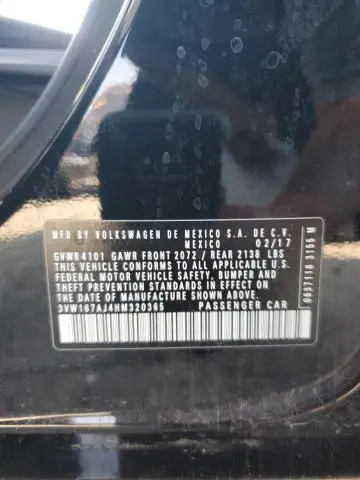 MFD BY VOLKSWAGEN DE MEXICO S.A. DE C.V.
MEXICO 02/17
GVWR 4101 GAWR FRONT 2072 / REAR 2138 LBS
THIS VEHICLE CONFORMS TO ALL APPLICABLE U.S.
FEDERAL MOTOR VEHICLE SAFETY, BUMPER AND
THEFT PREVENTION STANDARDS IN EFFECT ON
THE DATE OF MANUFACTURE SHOWN ABOVE.
3VW167AJ4HM320365 PASSENGER CAR